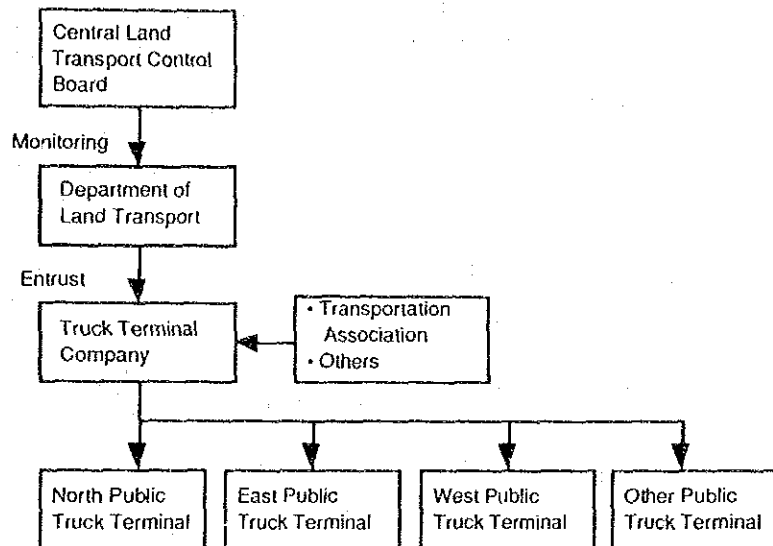 Central Land
Transport Control
Board
Monitoring
Department of
Land Transport
Entrust
Truck Terminal
Company
• Transportation
Association
• Others
North Public
Truck Terminal
East Public
Truck Terminal
West Public
Truck Terminal
Other Public
Truck Terminal